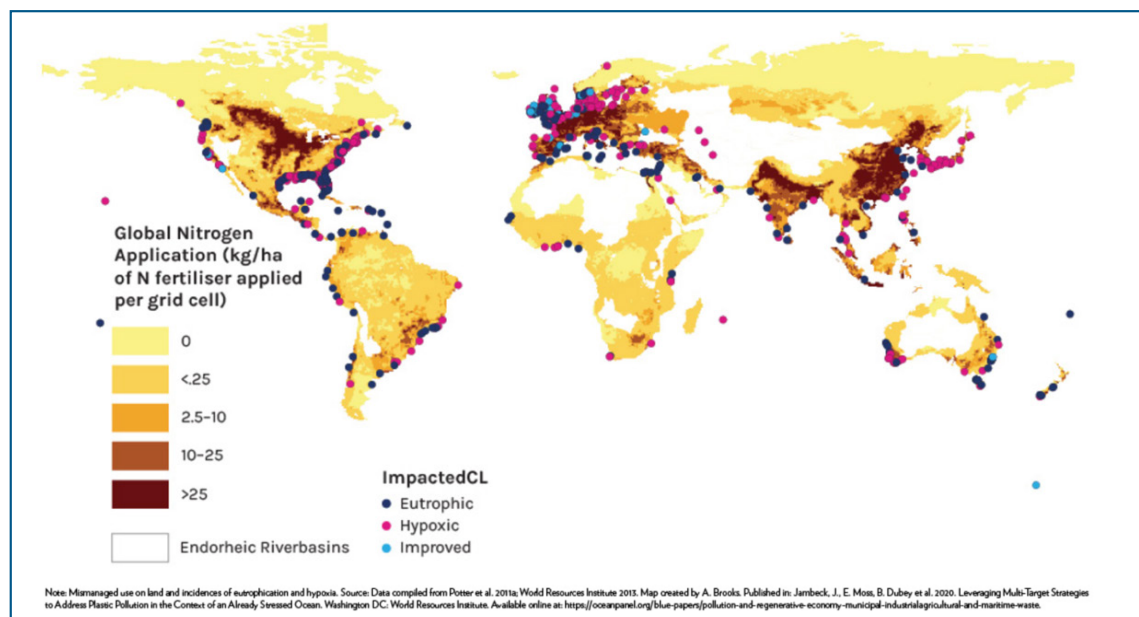 Global Nitrogen
Application (kg/ha
of N fertiliser applied
per grid cell)
0
<.25
2.5–10
10–25
>25
Endorheic Riverbasins
ImpactedCL
Eutrophic
Hypoxic
Improved
Note: Mismanaged use on land and incidences of eutrophication and hypoxia. Source: Data compiled from Potter et al. 2011a; World Resources Institute 2013. Map created by A. Brooks. Published in: Jambeck, J., E. Moss, B. Dubey et al. 2020. Leveraging Multi-Target Strategies
to Address Plastic Pollution in the Context of an Already Stressed Ocean. Washington DC: World Resources Institute. Available online at: https://oceanpanel.org/blue-papers/pollution-and-regenerative-economy-municipal-industrialagricultural-and-maritime-waste.